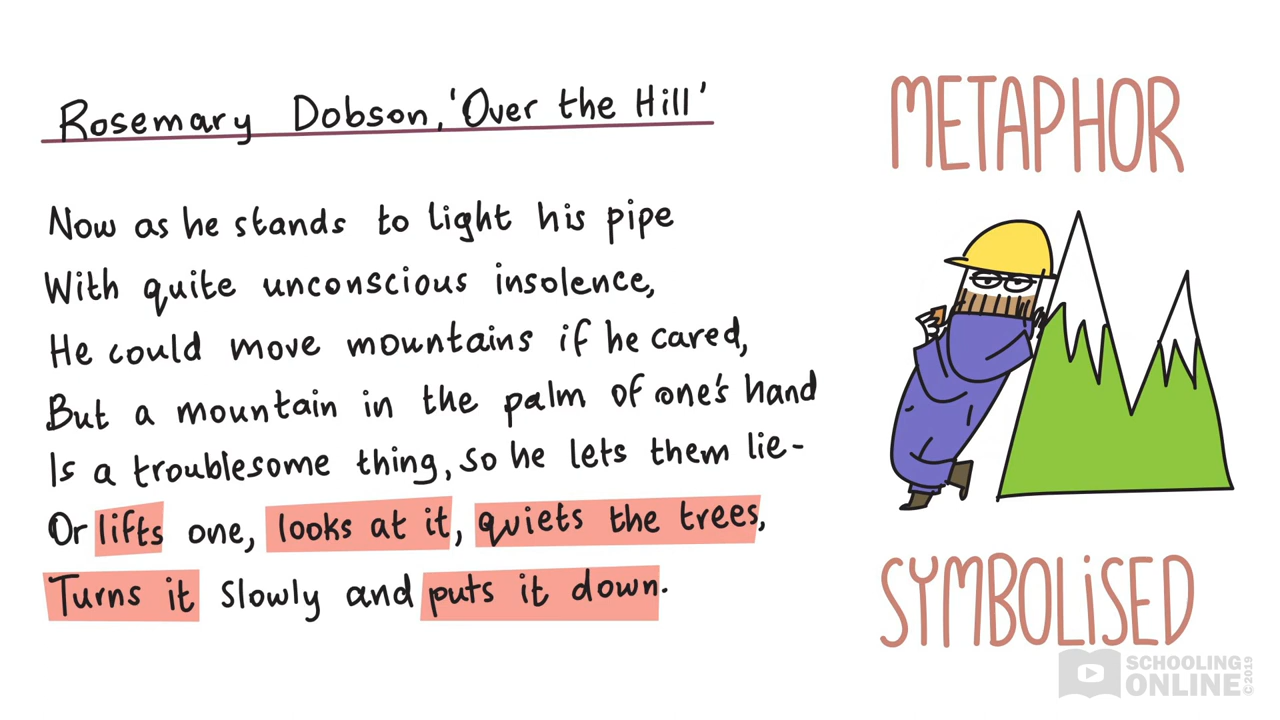 Rosemary Dobson, 'Over the Hill'
Now as he stands to light his pipe
With quite unconscious insolence,
He could move mountains if he cared,
But a mountain in the palm of one's hand
Is a troublesome thing, so he lets them lie-
Or lifts one, looks at it, quiets the trees,
Turns it slowly and puts it down.
METAPHOR
SYMBOLiSED
SCHOOLING
ONLINE
©2019